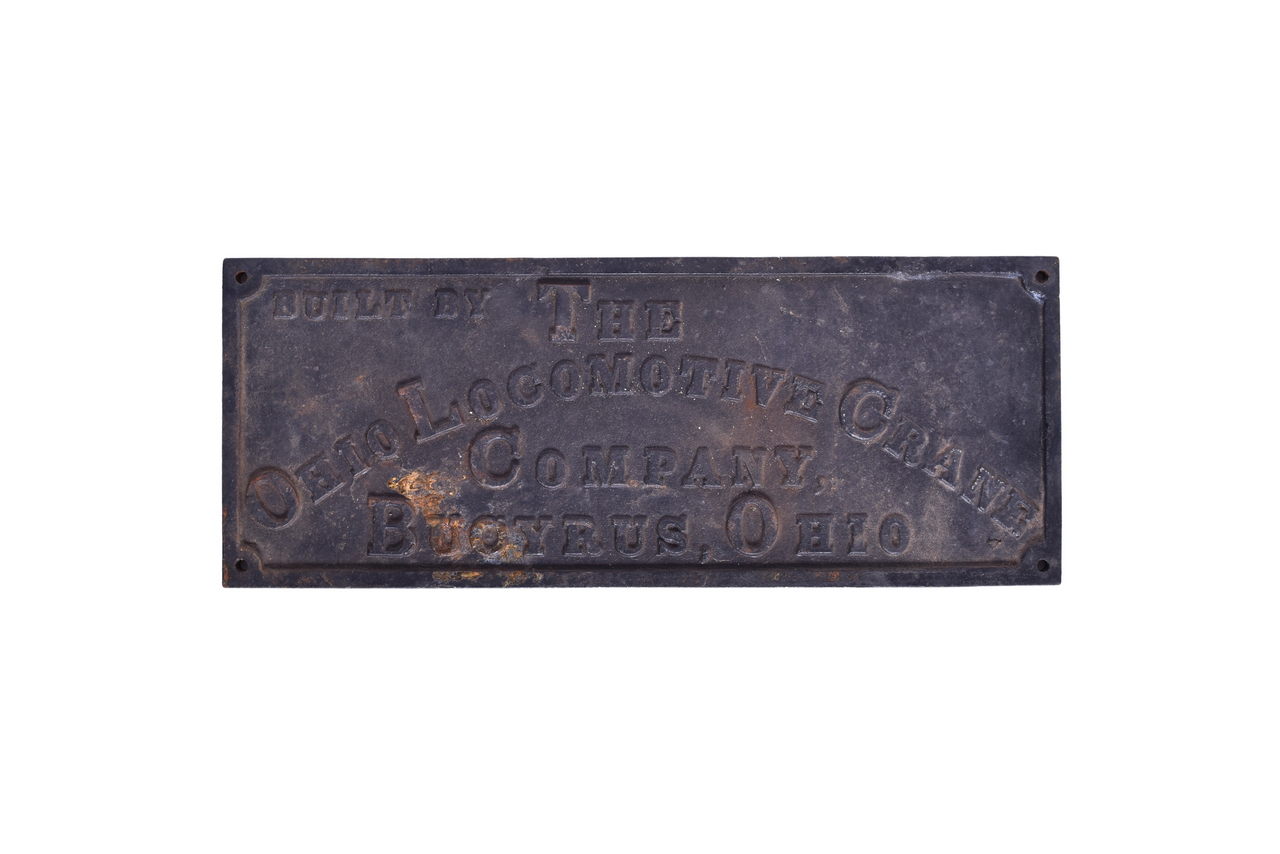 BUILT BY THE
OHIO LOCOMOTIVE CRANE
COMPANY,
BUCYRUS, OHIO